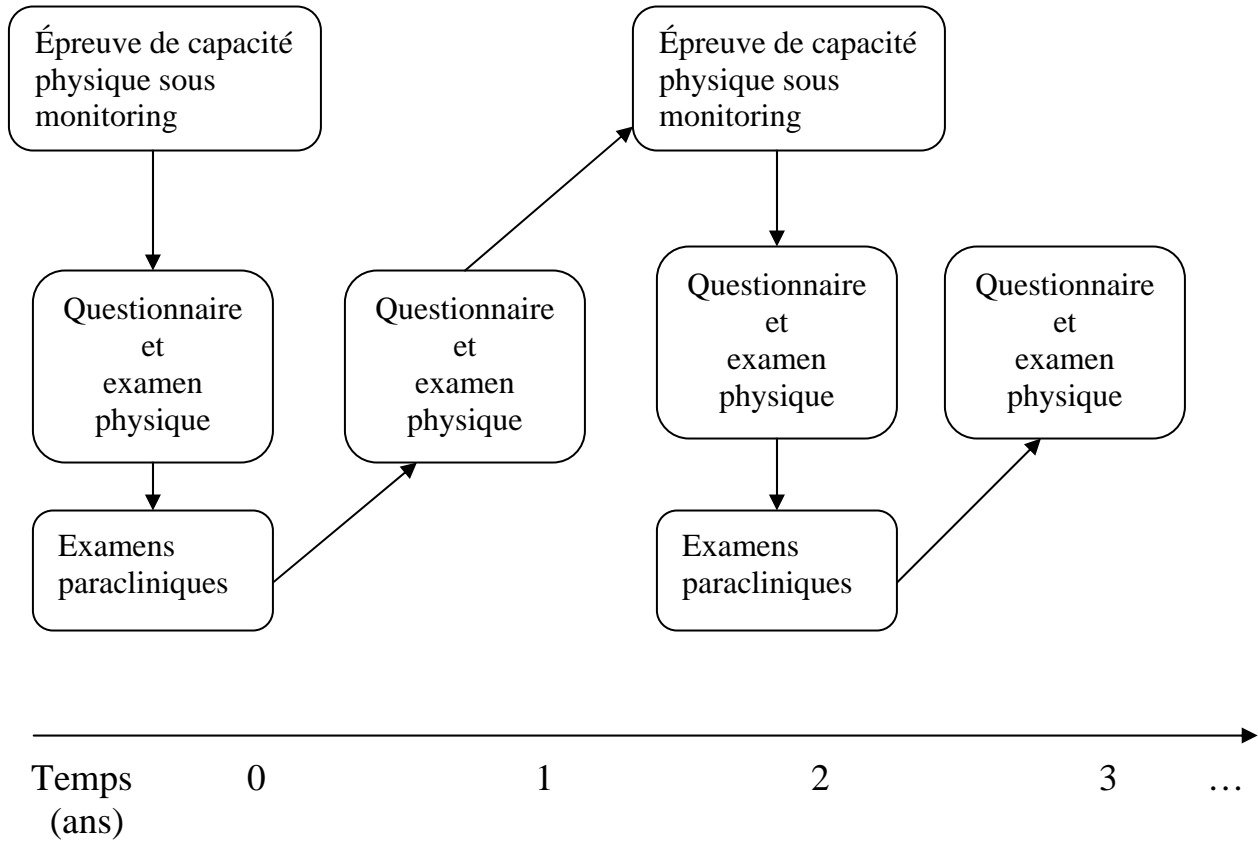 Épreuve de capacité
physique sous
monitoring
Épreuve de capacité
physique sous
monitoring
Questionnaire
et
examen
physique
Questionnaire
et
examen
physique
Questionnaire
et
examen
physique
Questionnaire
et
examen
physique
Examens
paracliniques
Examens
paracliniques
Temps 0 1 2 3 …
(ans)